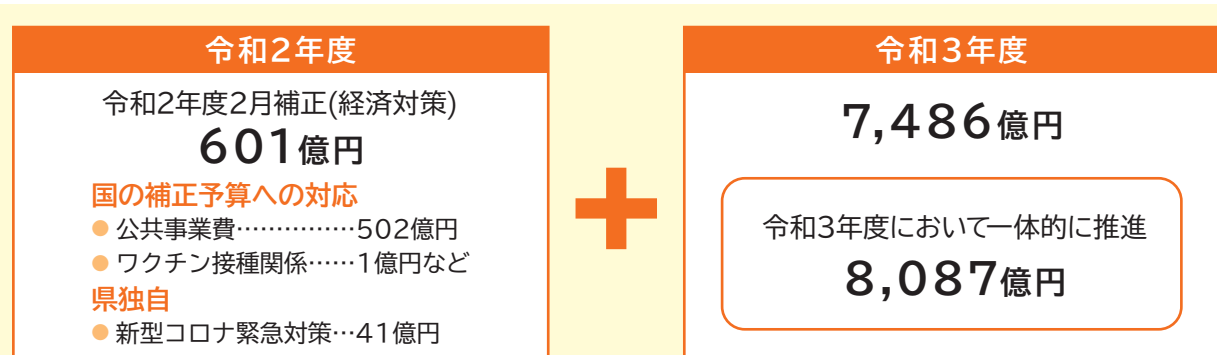 令和2年度
令和2年度2月補正(経済対策)
601億円
国の補正予算への対応
● 公共事業費……………502億円
● ワクチン接種関係……1億円など
県独自
● 新型コロナ緊急対策…41億円
+
令和3年度
7,486億円
令和3年度において一体的に推進
8,087億円